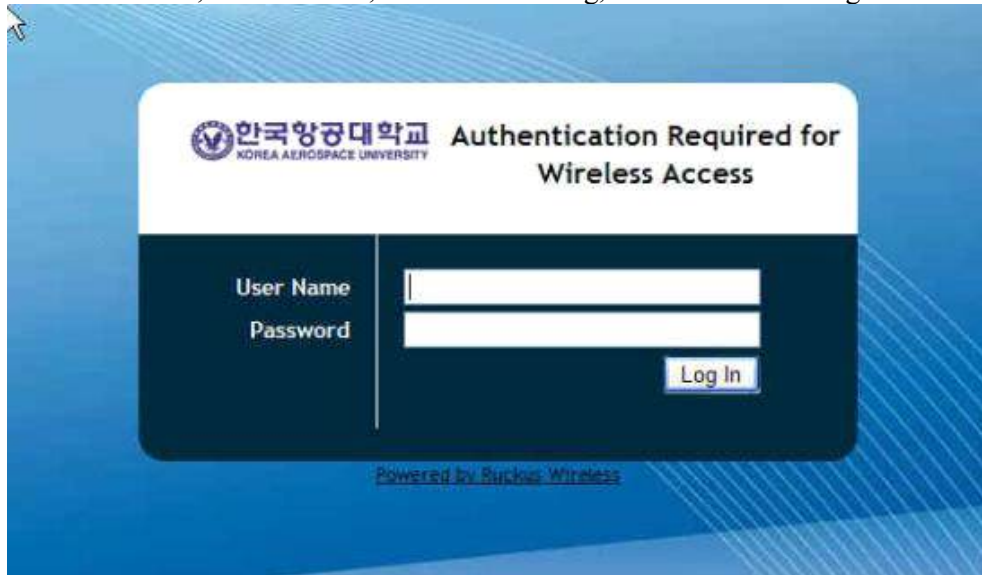 한국항공대학교
KOREA AEROSPACE UNIVERSITY
Authentication Required for
Wireless Access
User Name
Password
Log In
Powered by Ruckus Wireless